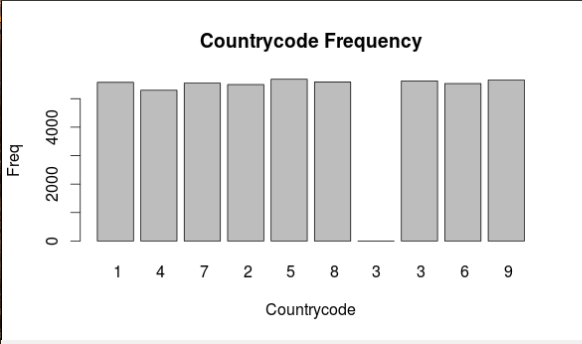 Countrycode Frequency
Freq
4000
2000
0
1 4 7 2 5 8 3 3 6 9
Countrycode